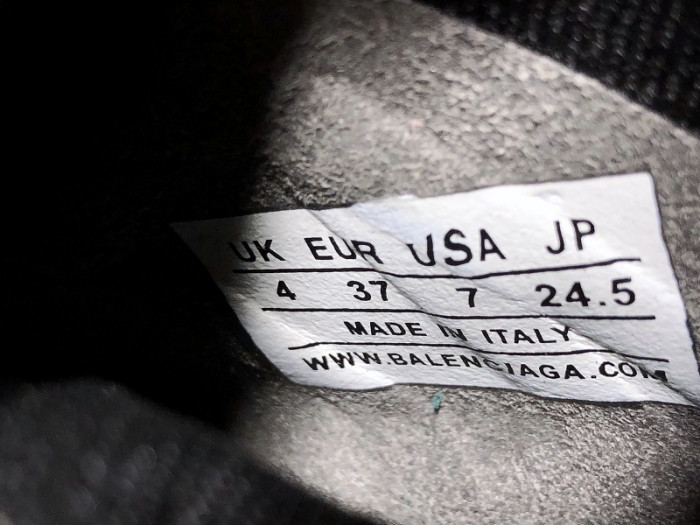 UK EUR USA JP
4 37 7 24.5
MADE IN ITALY
WWW.BALENCIAGA.COM